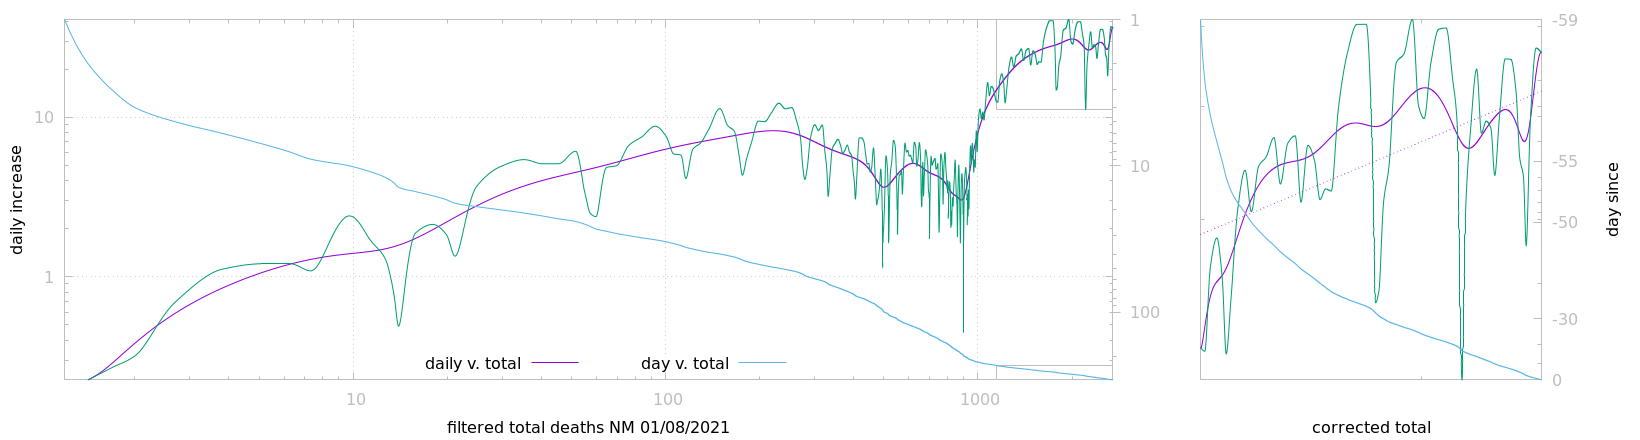 1
-59
10
daily increase
10
-55
-50
day since
1
100
-30
daily v. total
day v. total
0
10
100
1000
filtered total deaths NM 01/08/2021
corrected total